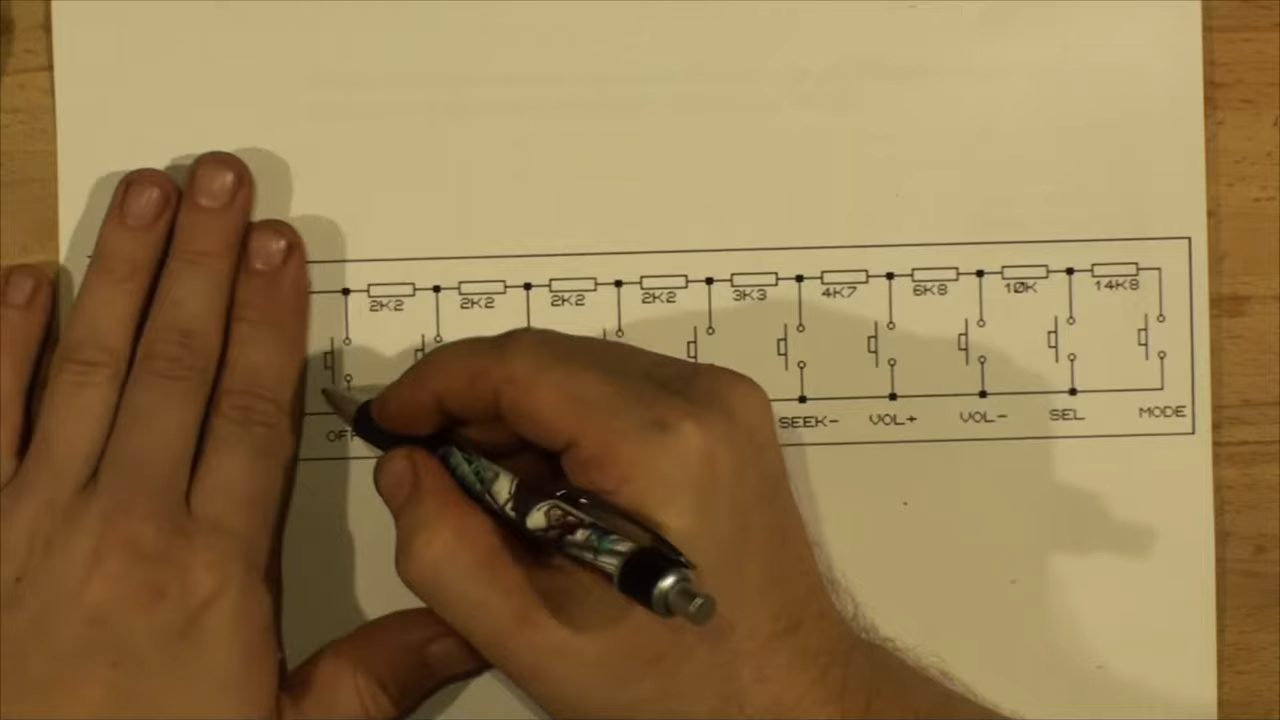 2K2 2K2 2K2 2K2 3K3 4K7 6K8 10K 14K8
SEEK- VOL+ VOL- SEL MODE